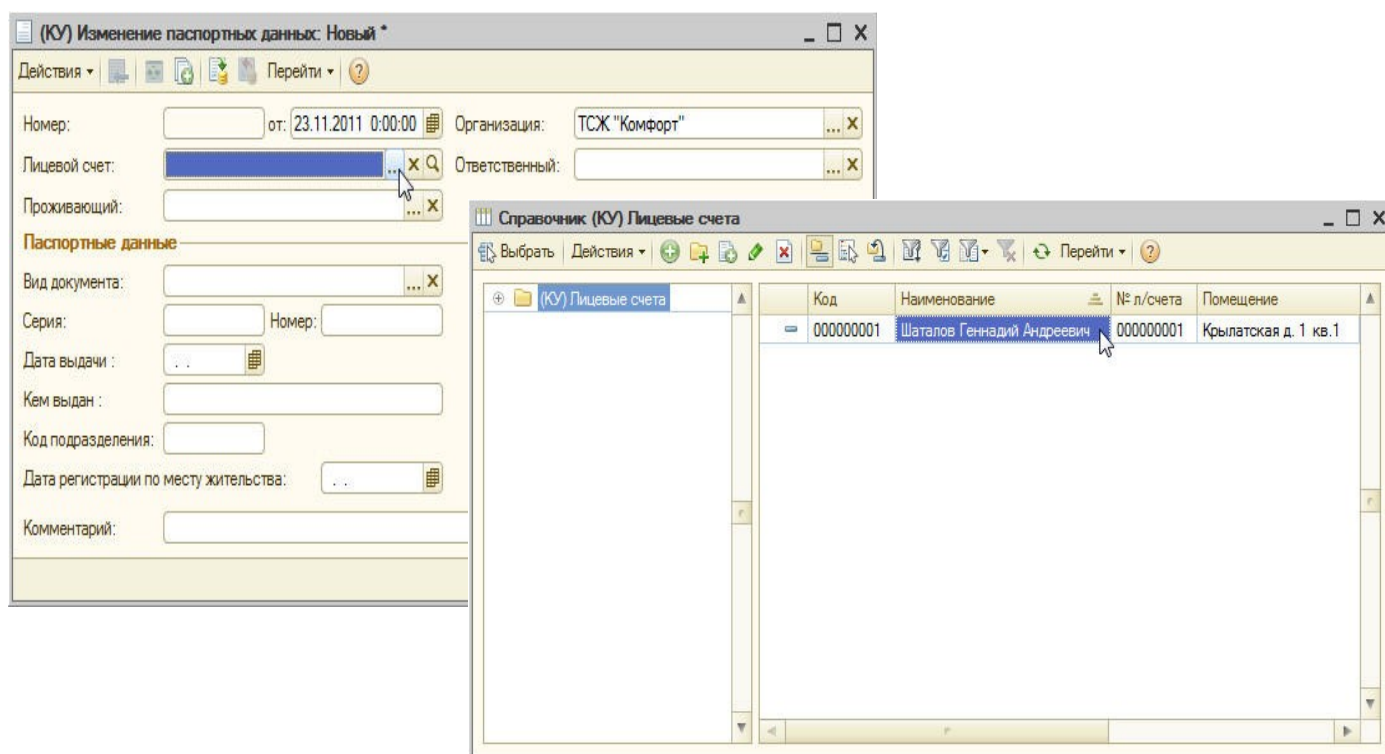 (КУ) Изменение паспортных данных: Новый *
Действия Перейти
Номер: от: 23.11.2011 0:00:00 Организация: ТСЖ "Комфорт"
Лицевой счет: Ответственный:
Проживающий:
Паспортные данные
Вид документа:
Серия: Номер:
Дата выдачи :
Кем выдан :
Код подразделения:
Дата регистрации по месту жительства:
Комментарий:
Справочник (КУ) Лицевые счета
Выбрать Действия Перейти
(КУ) Лицевые счета
Код Наименование № л/счета Помещение
000000001 Шаталов Геннадий Андреевич 000000001 Крылатская д. 1 кв.1